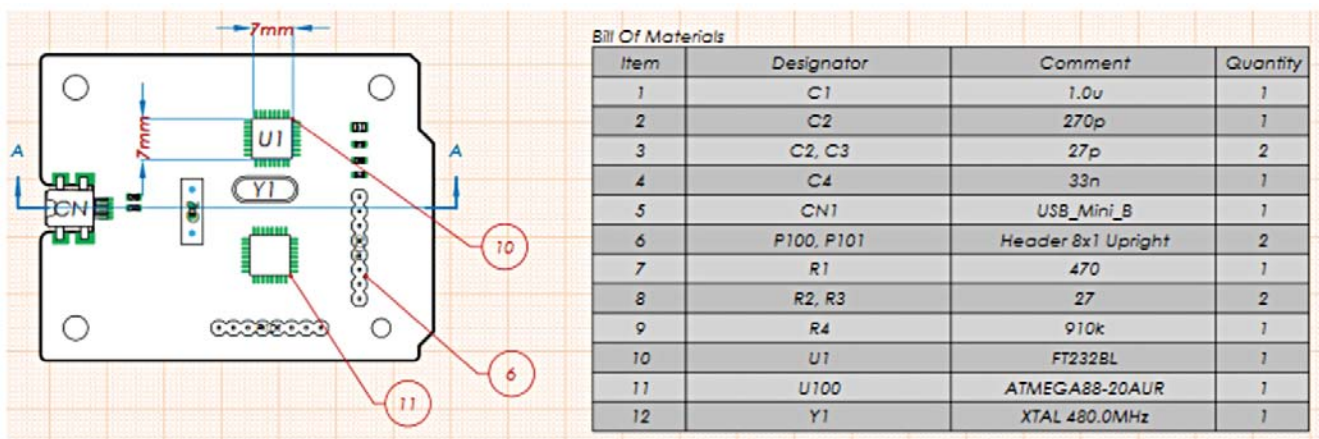 7mm
7mm
U1
A
A
Y1
CN
10
6
11
Bill Of Materials
Item Designator Comment Quantity
1 C1 1.0u 1
2 C2 270p 1
3 C2, C3 27p 2
4 C4 33n 1
5 CN1 USB_Mini_B 1
6 P100, P101 Header 8x1 Upright 2
7 R1 470 1
8 R2, R3 27 2
9 R4 910k 1
10 U1 FT232BL 1
11 U100 ATMEGA88-20AUR 1
12 Y1 XTAL 480.0MHz 1